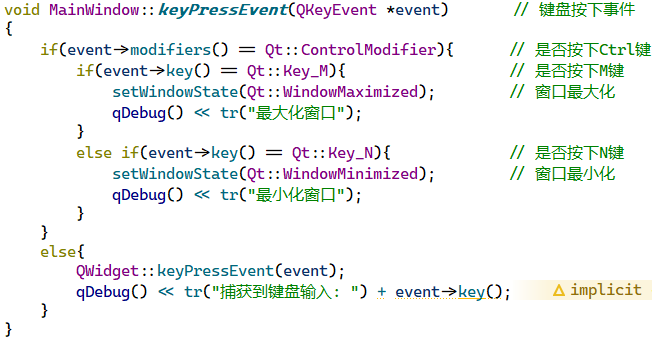 void MainWindow::keyPressEvent(QKeyEvent *event) // 键盘按下事件
{
if(event->modifiers() == Qt::ControlModifier){ // 是否按下Ctrl键
if(event->key() == Qt::Key_M){ // 是否按下M键
setWindowState(Qt::WindowMaximized); // 窗口最大化
qDebug() << tr("最大化窗口");
}
else if(event->key() == Qt::Key_N){ // 是否按下N键
setWindowState(Qt::WindowMinimized); // 窗口最小化
qDebug() << tr("最小化窗口");
}
}
else{
QWidget::keyPressEvent(event);
qDebug() << tr("捕获到键盘输入: ") + event->key(); ⚠ implicit
}
}